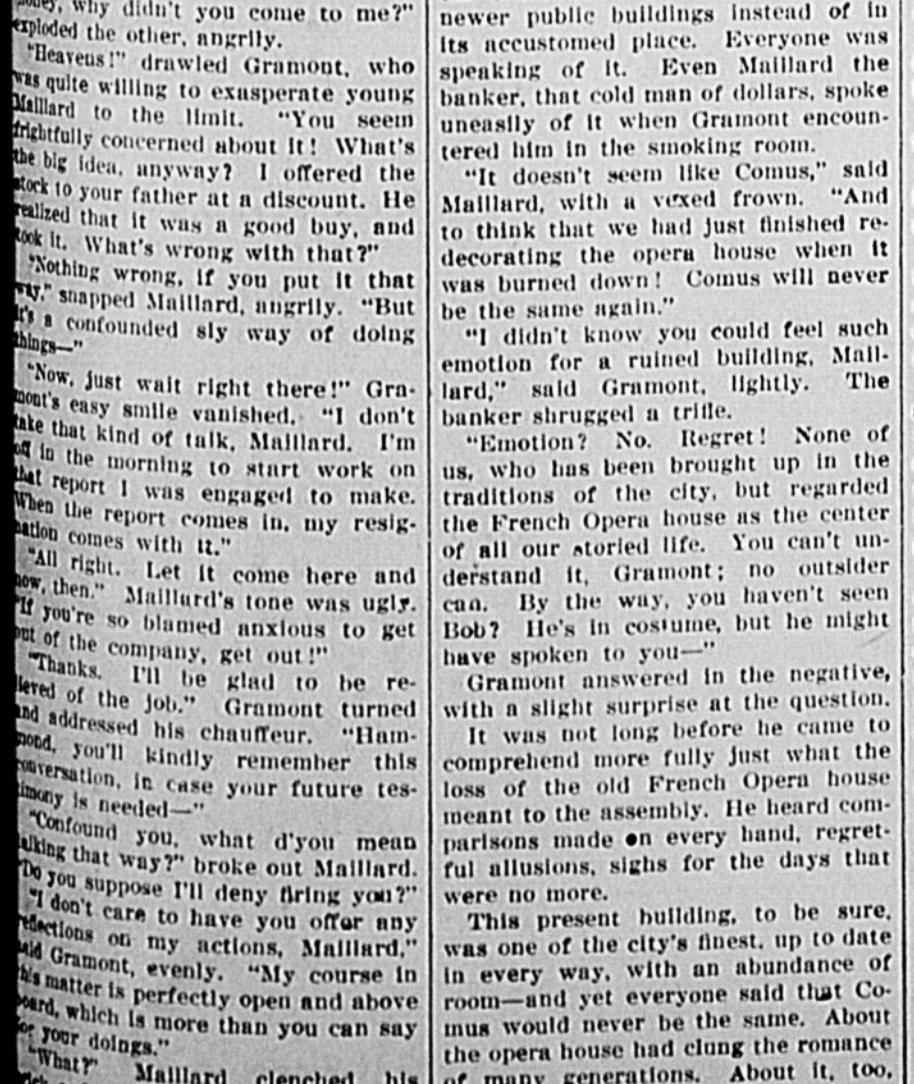 money, why didn't you come to me?"
exploded the other, angrily.
"Heavens!" drawled Gramont, who
was quite willing to exasperate young
Maillard to the limit. "You seem
frightfully concerned about it! What's
the big idea, anyway? I offered the
stock to your father at a discount. He
realized that it was a good buy, and
took it. What's wrong with that?"
"Nothing wrong, if you put it that
way," snapped Maillard, angrily. "But
it's a confounded sly way of doing
things—"
"Now, just wait right there!" Gra-
mont's easy smile vanished. "I don't
take that kind of talk, Maillard. I'm
off in the morning to start work on
that report I was engaged to make.
When the report comes in, my resig-
nation comes with it."
"All right. Let it come here and
now, then." Maillard's tone was ugly.
"If you're so blamed anxious to get
out of the company, get out!"
"Thanks. I'll be glad to be re-
lieved of the job." Gramont turned
and addressed his chauffeur. "Ham-
mond, you'll kindly remember this
conversation, in case your future tes-
timony is needed—"
"Confound you, what d'you mean
talking that way?" broke out Maillard.
"Do you suppose I'll deny firing you?"
"I don't care to have you offer any
reflections on my actions, Maillard,"
said Gramont, evenly. "My course in
this matter is perfectly open and above
board, which is more than you can say
for your doings."
"What?" Maillard clenched his
newer public buildings instead of in
its accustomed place. Everyone was
speaking of it. Even Maillard the
banker, that cold man of dollars, spoke
uneasily of it when Gramont encoun-
tered him in the smoking room.
"It doesn't seem like Comus," said
Maillard, with a vexed frown. "And
to think that we had just finished re-
decorating the opera house when it
was burned down! Comus will never
be the same again."
"I didn't know you could feel such
emotion for a ruined building, Mail-
lard," said Gramont, lightly. The
banker shrugged a trifle.
"Emotion? No. Regret! None of
us, who has been brought up in the
traditions of the city, but regarded
the French Opera house as the center
of all our storied life. You can't un-
derstand it, Gramont; no outsider
can. By the way, you haven't seen
Bob? He's in costume, but he might
have spoken to you—"
Gramont answered in the negative,
with a slight surprise at the question.
It was not long before he came to
comprehend more fully just what the
loss of the old French Opera house
meant to the assembly. He heard com-
parisons made on every hand, regret-
ful allusions, sighs for the days that
were no more.
This present building, to be sure,
was one of the city's finest, up to date
in every way, with an abundance of
room—and yet everyone said that Co-
mus would never be the same. About
the opera house had clung the romance
of many generations. About it, too,